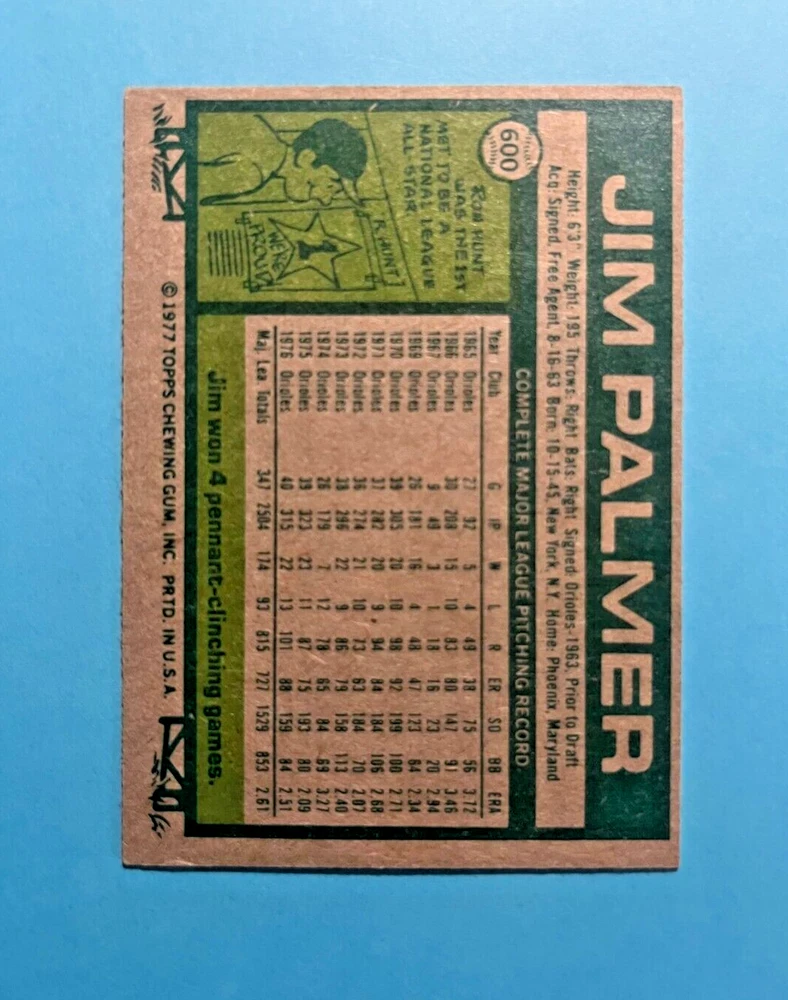 JIM PALMER
600
Height: 6'3" Weight: 195 Throws: Right Bats: Right Signed: Orioles-1963, Prior to Draft
Acq: Signed, Free Agent, 8-16-63 Born: 10-15-45, New York, N.Y. Home: Phoenix, Maryland
COMPLETE MAJOR LEAGUE PITCHING RECORD
Year Club G IP W L R ER SO BB ERA
1965 Orioles 27 92 5 4 49 38 75 56 3.72
1966 Orioles 30 208 15 10 83 80 147 91 3.46
1967 Orioles 9 49 3 1 18 16 23 20 2.94
1969 Orioles 26 181 16 4 48 47 123 64 2.34
1970 Orioles 39 305 20 10 98 92 199 100 2.71
1971 Orioles 37 282 20 9 94 84 184 106 2.68
1972 Orioles 36 274 21 10 73 63 184 70 2.07
1973 Orioles 38 296 22 9 86 79 158 113 2.40
1974 Orioles 26 179 7 12 78 65 84 69 3.27
1975 Orioles 39 323 23 11 87 75 193 80 2.09
1976 Orioles 40 315 22 13 101 88 159 84 2.51
Maj. Lea. Totals 347 2504 174 93 815 727 1529 853 2.61
RON HUNT
WAS THE 1ST
MET TO BE A
NATIONAL LEAGUE
ALL STAR
R. HUNT
1
WE'RE
PROUD
Jim won 4 pennant-clinching games.
© 1977 TOPPS CHEWING GUM, INC. PRTD. IN U.S.A.